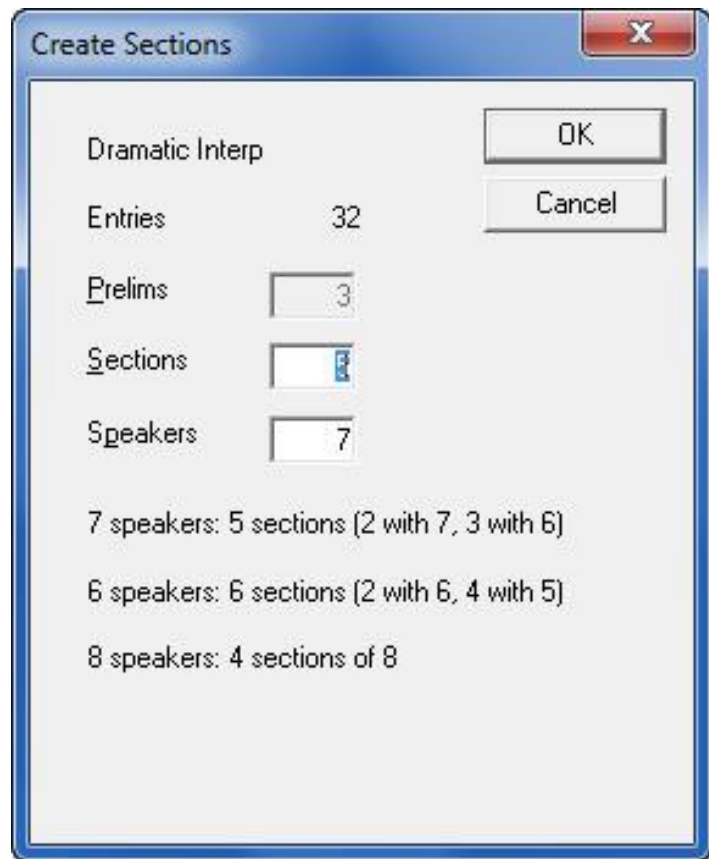 Create Sections
Dramatic Interp
OK
Entries 32
Cancel
Prelims 3
Sections
Speakers 7
7 speakers: 5 sections (2 with 7, 3 with 6)
6 speakers: 6 sections (2 with 6, 4 with 5)
8 speakers: 4 sections of 8